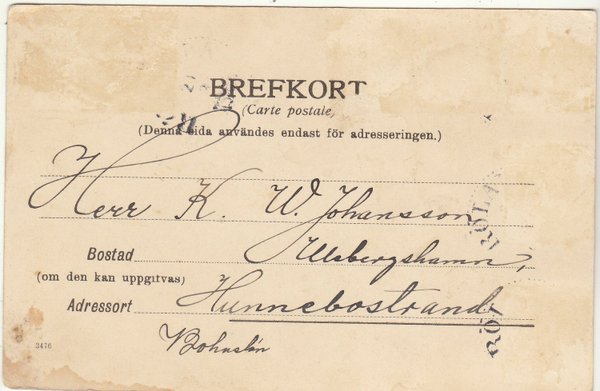 BREFKORT
(Carte postale)
(Denna sida användes endast för adresseringen.)
Herr K. W. Johansson
Bostad Ulebergshamn,
(om den kan uppgifvas)
Adressort Hunnebostrand
Bohuslän
3476